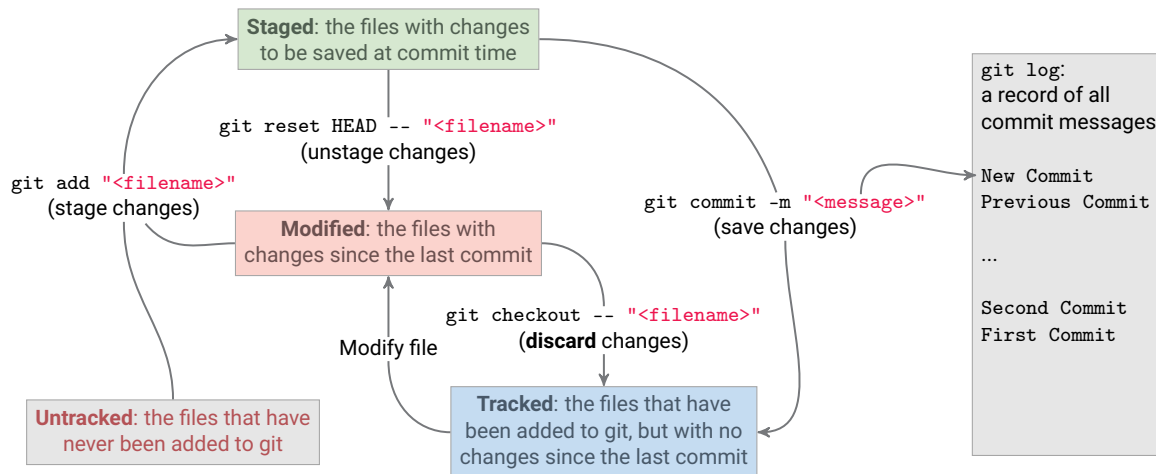 Staged: the files with changes
to be saved at commit time
git reset HEAD -- "<filename>"
(unstage changes)
git add "<filename>"
(stage changes)
Modified: the files with
changes since the last commit
git commit -m "<message>"
(save changes)
git checkout -- "<filename>"
(discard changes)
Modify file
Untracked: the files that have
never been added to git
Tracked: the files that have
been added to git, but with no
changes since the last commit
git log:
a record of all
commit messages
New Commit
Previous Commit
...
Second Commit
First Commit